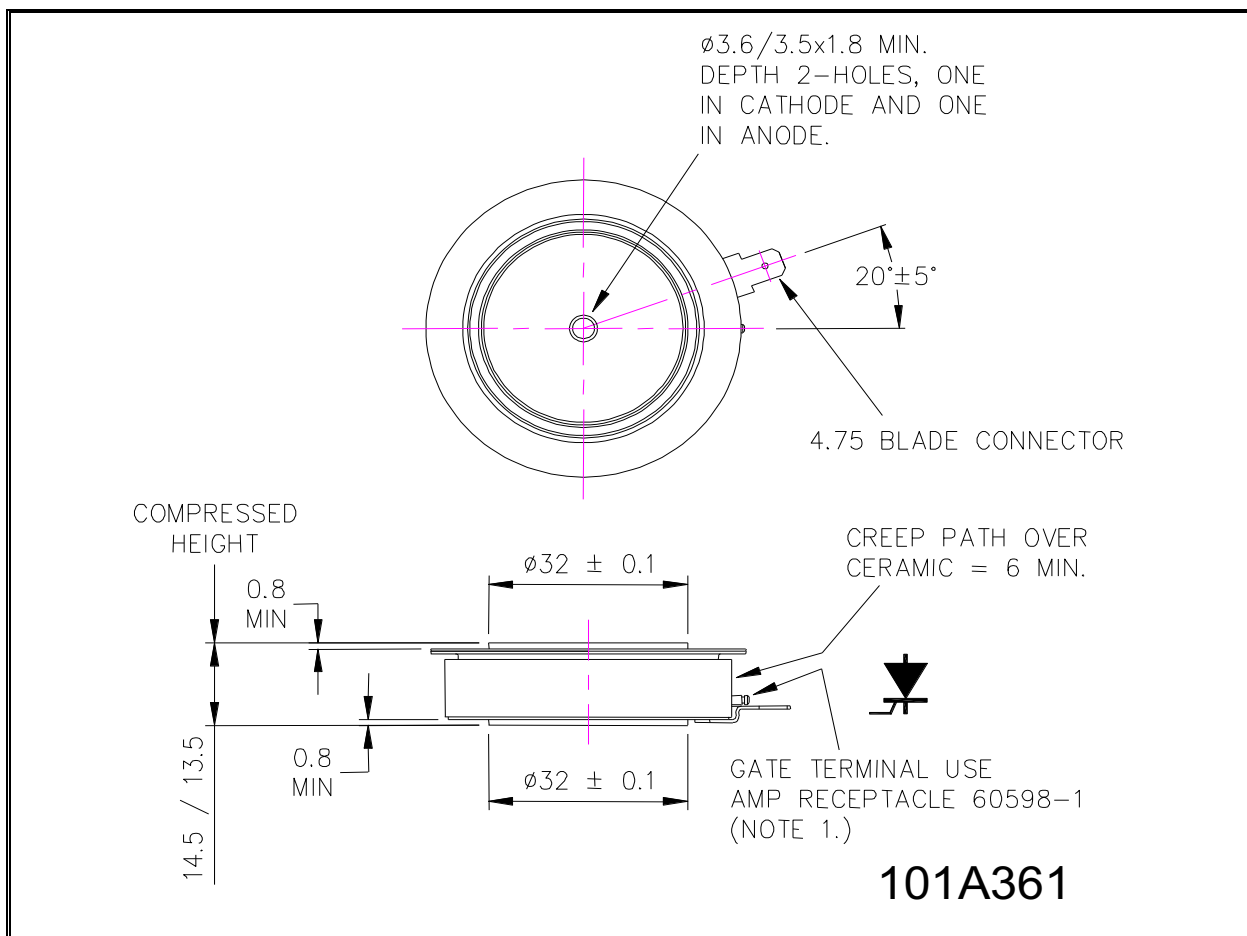 ø3.6/3.5x1.8 MIN.
DEPTH 2-HOLES, ONE
IN CATHODE AND ONE
IN ANODE.
20°±5°
4.75 BLADE CONNECTOR
COMPRESSED
HEIGHT
CREEP PATH OVER
CERAMIC = 6 MIN.
ø32 ± 0.1
0.8
MIN
14.5 / 13.5
0.8
MIN
ø32 ± 0.1
GATE TERMINAL USE
AMP RECEPTACLE 60598-1
(NOTE 1.)
101A361